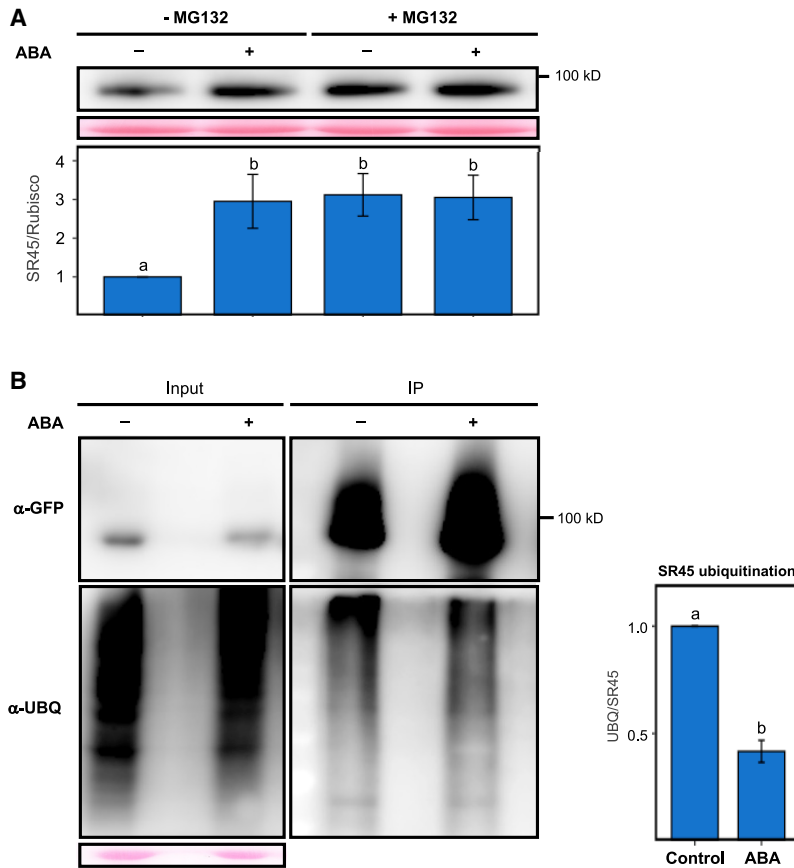 A
- MG132 + MG132
ABA – + – +
100 kD
4
3
2
1
SR45/Rubisco
a b b b
B
Input IP
ABA – + – +
α-GFP
100 kD
α-UBQ
SR45 ubiquitination
1.0
0.5
UBQ/SR45
a
b
Control ABA